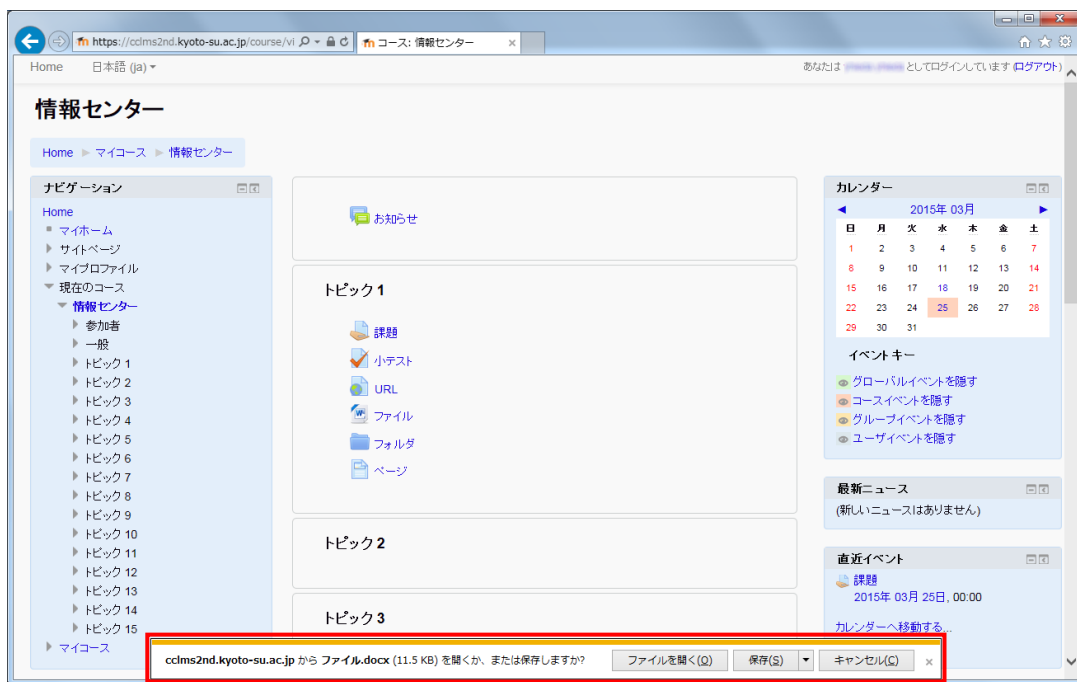 https://cclms2nd.kyoto-su.ac.jp/course/vi
コース: 情報センター
Home 日本語 (ja)
あなたは としてログインしています (ログアウト)
情報センター
Home マイコース 情報センター
ナビゲーション
Home
マイホーム
サイトページ
マイプロファイル
現在のコース
情報センター
参加者
一般
トピック 1
トピック 2
トピック 3
トピック 4
トピック 5
トピック 6
トピック 7
トピック 8
トピック 9
トピック 10
トピック 11
トピック 12
トピック 13
トピック 14
トピック 15
マイコース
お知らせ
トピック 1
課題
小テスト
URL
ファイル
フォルダ
ページ
トピック 2
トピック 3
カレンダー
2015年 03月
日 月 火 水 木 金 土
1 2 3 4 5 6 7
8 9 10 11 12 13 14
15 16 17 18 19 20 21
22 23 24 25 26 27 28
29 30 31
イベントキー
グローバルイベントを隠す
コースイベントを隠す
グループイベントを隠す
ユーザイベントを隠す
最新ニュース
(新しいニュースはありません)
直近イベント
課題
2015年 03月 25日, 00:00
カレンダーへ移動する...
cclms2nd.kyoto-su.ac.jp から ファイル.docx (11.5 KB) を開くか、または保存しますか?
ファイルを開く(O) 保存(S) キャンセル(C)